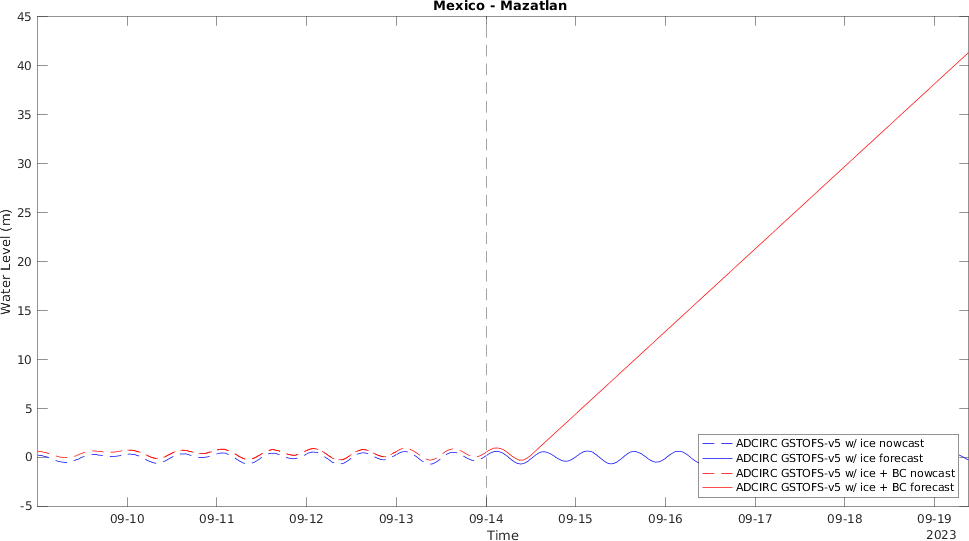 Mexico - Mazatlan
45
40
35
30
25
20
15
10
5
0
-5
Water Level (m)
ADCIRC GSTOFS-v5 w/ ice nowcast
ADCIRC GSTOFS-v5 w/ ice forecast
ADCIRC GSTOFS-v5 w/ ice + BC nowcast
ADCIRC GSTOFS-v5 w/ ice + BC forecast
09-10 09-11 09-12 09-13 09-14 09-15 09-16 09-17 09-18 09-19
Time 2023